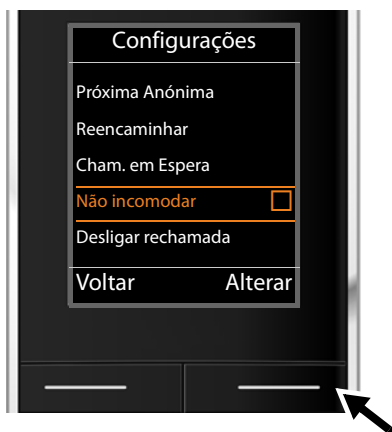 Configurações
Próxima Anónima
Reencaminhar
Cham. em Espera
Não incomodar
Desligar rechamada
Voltar Alterar